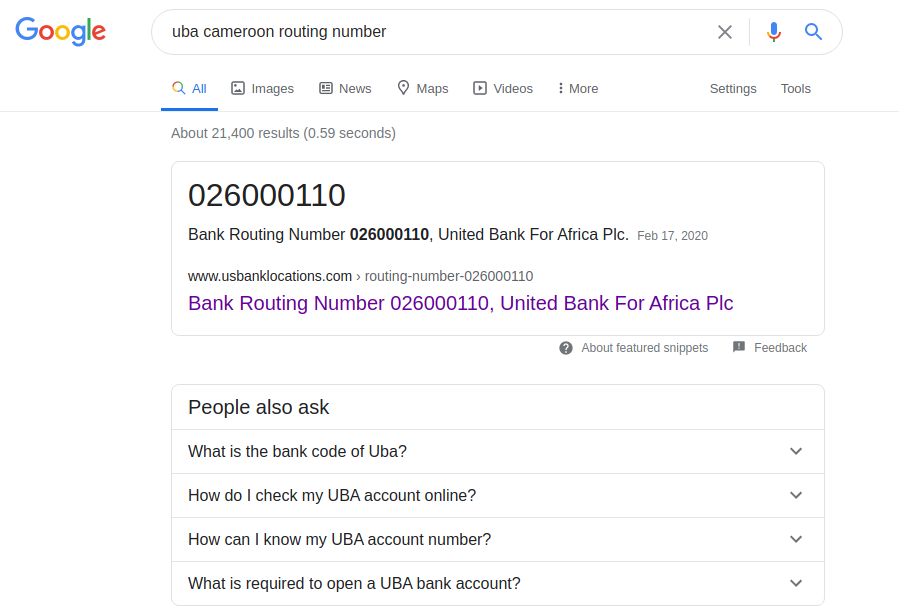 Google
uba cameroon routing number
All Images News Maps Videos More Settings Tools
About 21,400 results (0.59 seconds)
026000110
Bank Routing Number 026000110, United Bank For Africa Plc. Feb 17, 2020
www.usbanklocations.com › routing-number-026000110
Bank Routing Number 026000110, United Bank For Africa Plc
About featured snippets Feedback
People also ask
What is the bank code of Uba?
How do I check my UBA account online?
How can I know my UBA account number?
What is required to open a UBA bank account?